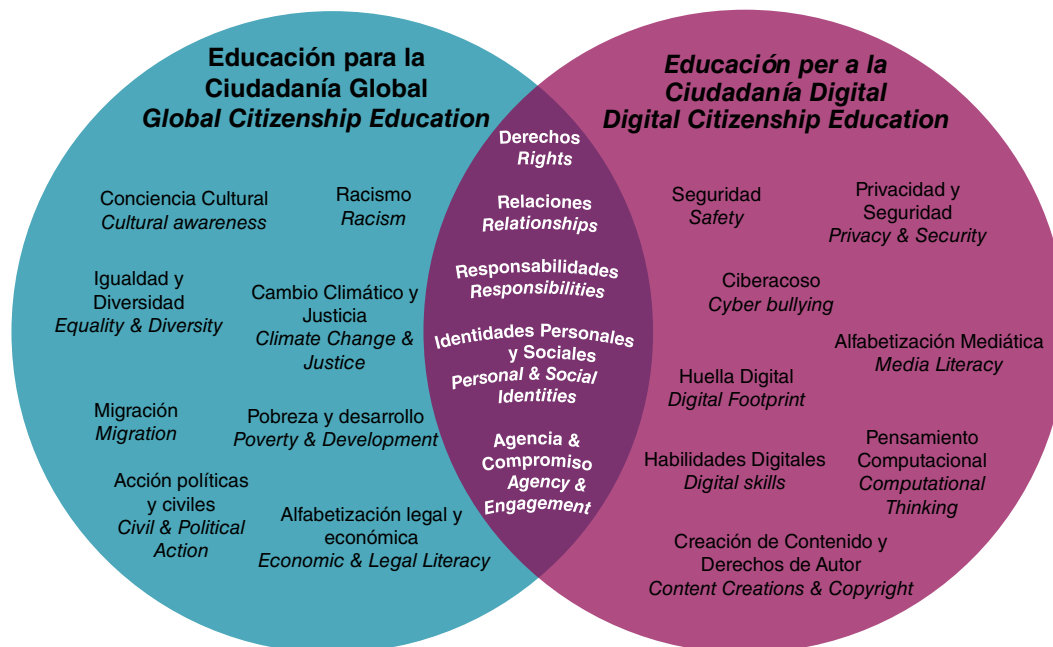 Educación para la
Ciudadanía Global
Global Citizenship Education
Conciencia Cultural
Cultural awareness
Racismo
Racism
Igualdad y
Diversidad
Equality & Diversity
Cambio Climático y
Justicia
Climate Change &
Justice
Migración
Migration
Pobreza y desarrollo
Poverty & Development
Acción políticas
y civiles
Civil & Political
Action
Alfabetización legal y
económica
Economic & Legal Literacy
Derechos
Rights
Relaciones
Relationships
Responsabilidades
Responsibilities
Identidades Personales
y Sociales
Personal & Social
Identities
Agencia &
Compromiso
Agency &
Engagement
Educación per a la
Ciudadanía Digital
Digital Citizenship Education
Seguridad
Safety
Privacidad y
Seguridad
Privacy & Security
Ciberacoso
Cyber bullying
Alfabetización Mediática
Media Literacy
Huella Digital
Digital Footprint
Habilidades Digitales
Digital skills
Pensamiento
Computacional
Computational
Thinking
Creación de Contenido y
Derechos de Autor
Content Creations & Copyright